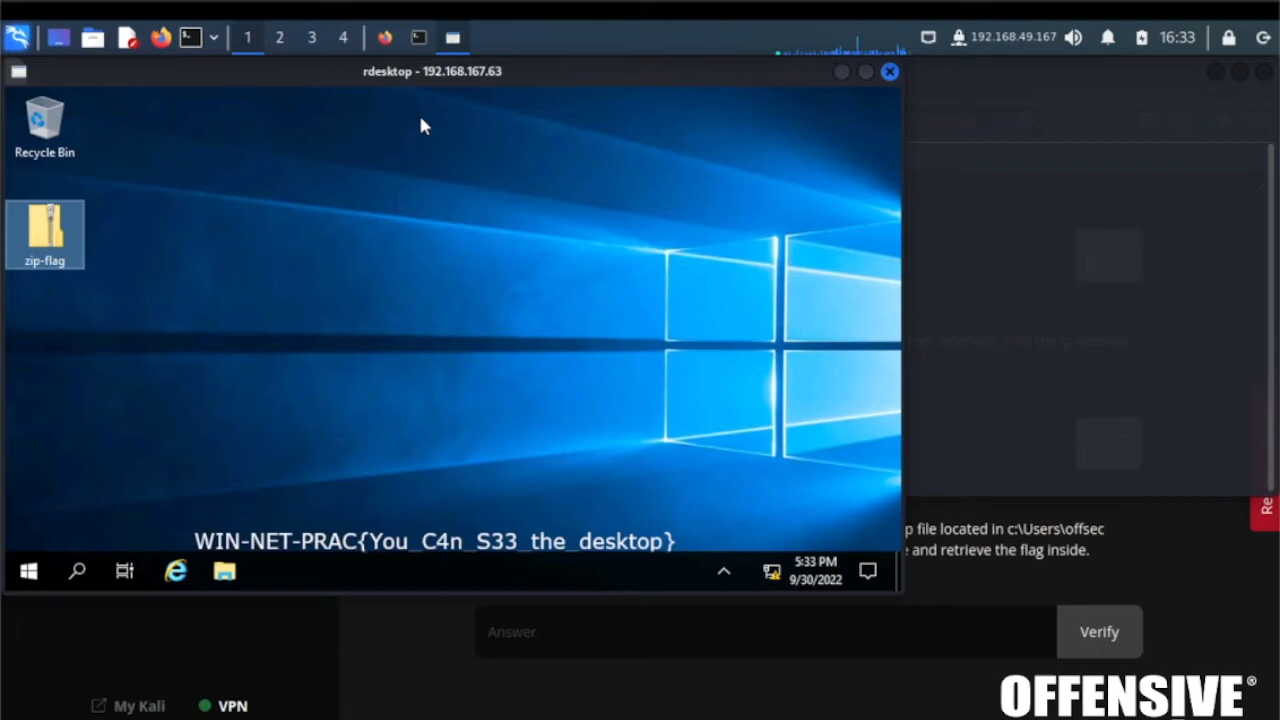 1 2 3 4
192.168.49.167
16:33
rdesktop - 192.168.167.63
Recycle Bin
zip-flag
WIN-NET-PRAC{You_C4n_S33_the_desktop}
5:33 PM
9/30/2022
p file located in c:\Users\offsec
and retrieve the flag inside.
Answer
Verify
My Kali
VPN
OFFENSIVE®